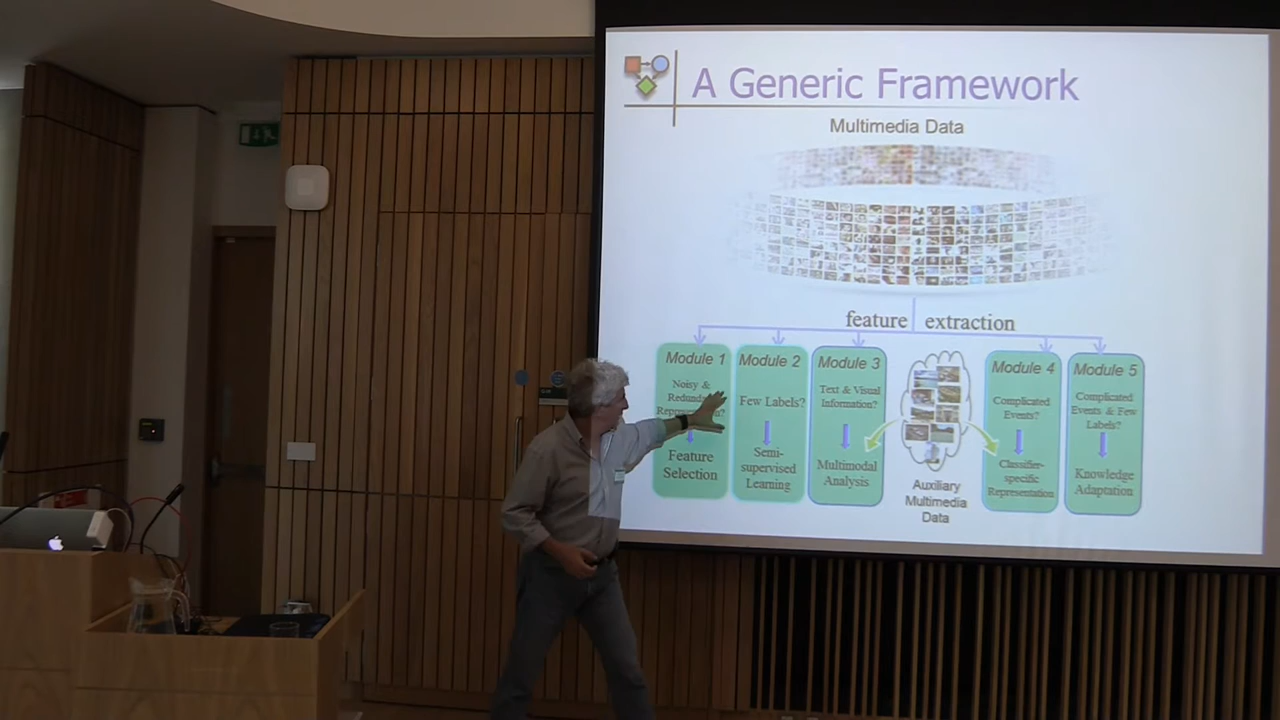 A Generic Framework
Multimedia Data
feature extraction
Module 1
Noisy &
Feature
Selection
Module 2
Few Labels?
Semi-
supervised
Learning
Module 3
Text & Visual
Information?
Multimodal
Analysis
Auxiliary
Multimedia
Data
Module 4
Complicated
Events?
Classifier-
specific
Representation
Module 5
Complicated
Events & Few
Labels?
Knowledge
Adaptation